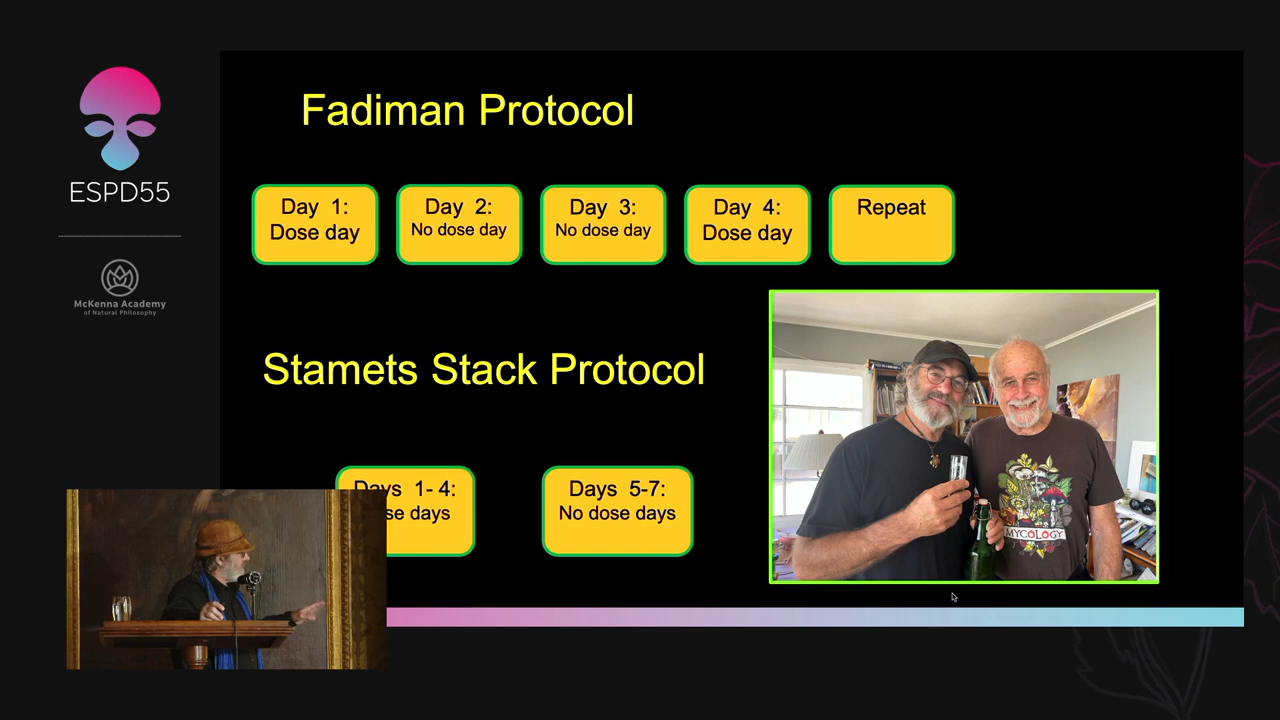 ESPD55
McKenna Academy
of Natural Philosophy
Fadiman Protocol
Day 1:
Dose day
Day 2:
No dose day
Day 3:
No dose day
Day 4:
Dose day
Repeat
Stamets Stack Protocol
Days 1- 4:
days
Days 5-7:
No dose days
MYCOLOGY